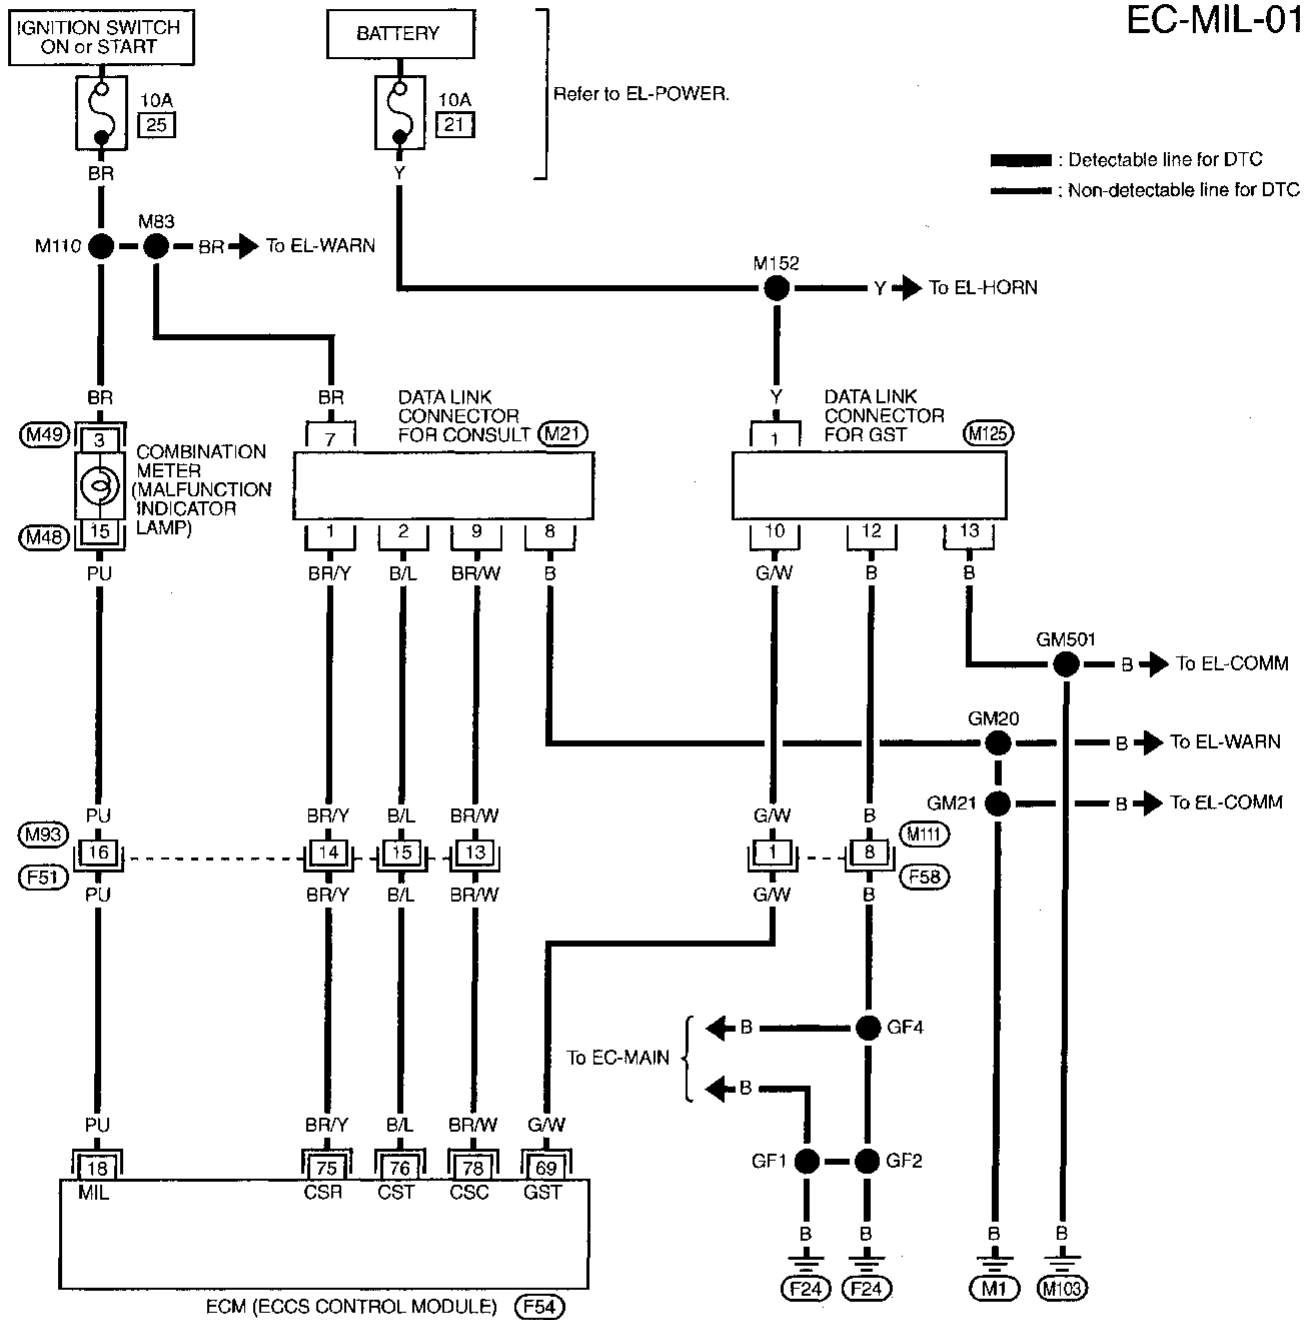 EC-MIL-01
IGNITION SWITCH
ON or START
BATTERY
Refer to EL-POWER.
10A
25
10A
21
BR
Y
: Detectable line for DTC
: Non-detectable line for DTC
M110
M83
BR
To EL-WARN
M152
Y
To EL-HORN
BR
BR
Y
DATA LINK
CONNECTOR
FOR CONSULT
M21
DATA LINK
CONNECTOR
FOR GST
M125
M49
3
7
1
COMBINATION
METER
(MALFUNCTION
INDICATOR
LAMP)
M48
15
1
2
9
8
10
12
13
PU
BR/Y
B/L
BR/W
B
G/W
B
B
GM501
B
To EL-COMM
GM20
B
To EL-WARN
GM21
B
To EL-COMM
PU
BR/Y
B/L
BR/W
G/W
B
M93
16
14
15
13
1
8
M111
F51
F58
PU
BR/Y
B/L
BR/W
G/W
B
To EC-MAIN
B
GF4
B
GF1
GF2
PU
BR/Y
B/L
BR/W
G/W
18
75
76
78
69
MIL
CSR
CST
CSC
GST
B
B
B
B
F24
F24
M1
M103
ECM (ECCS CONTROL MODULE)
F54